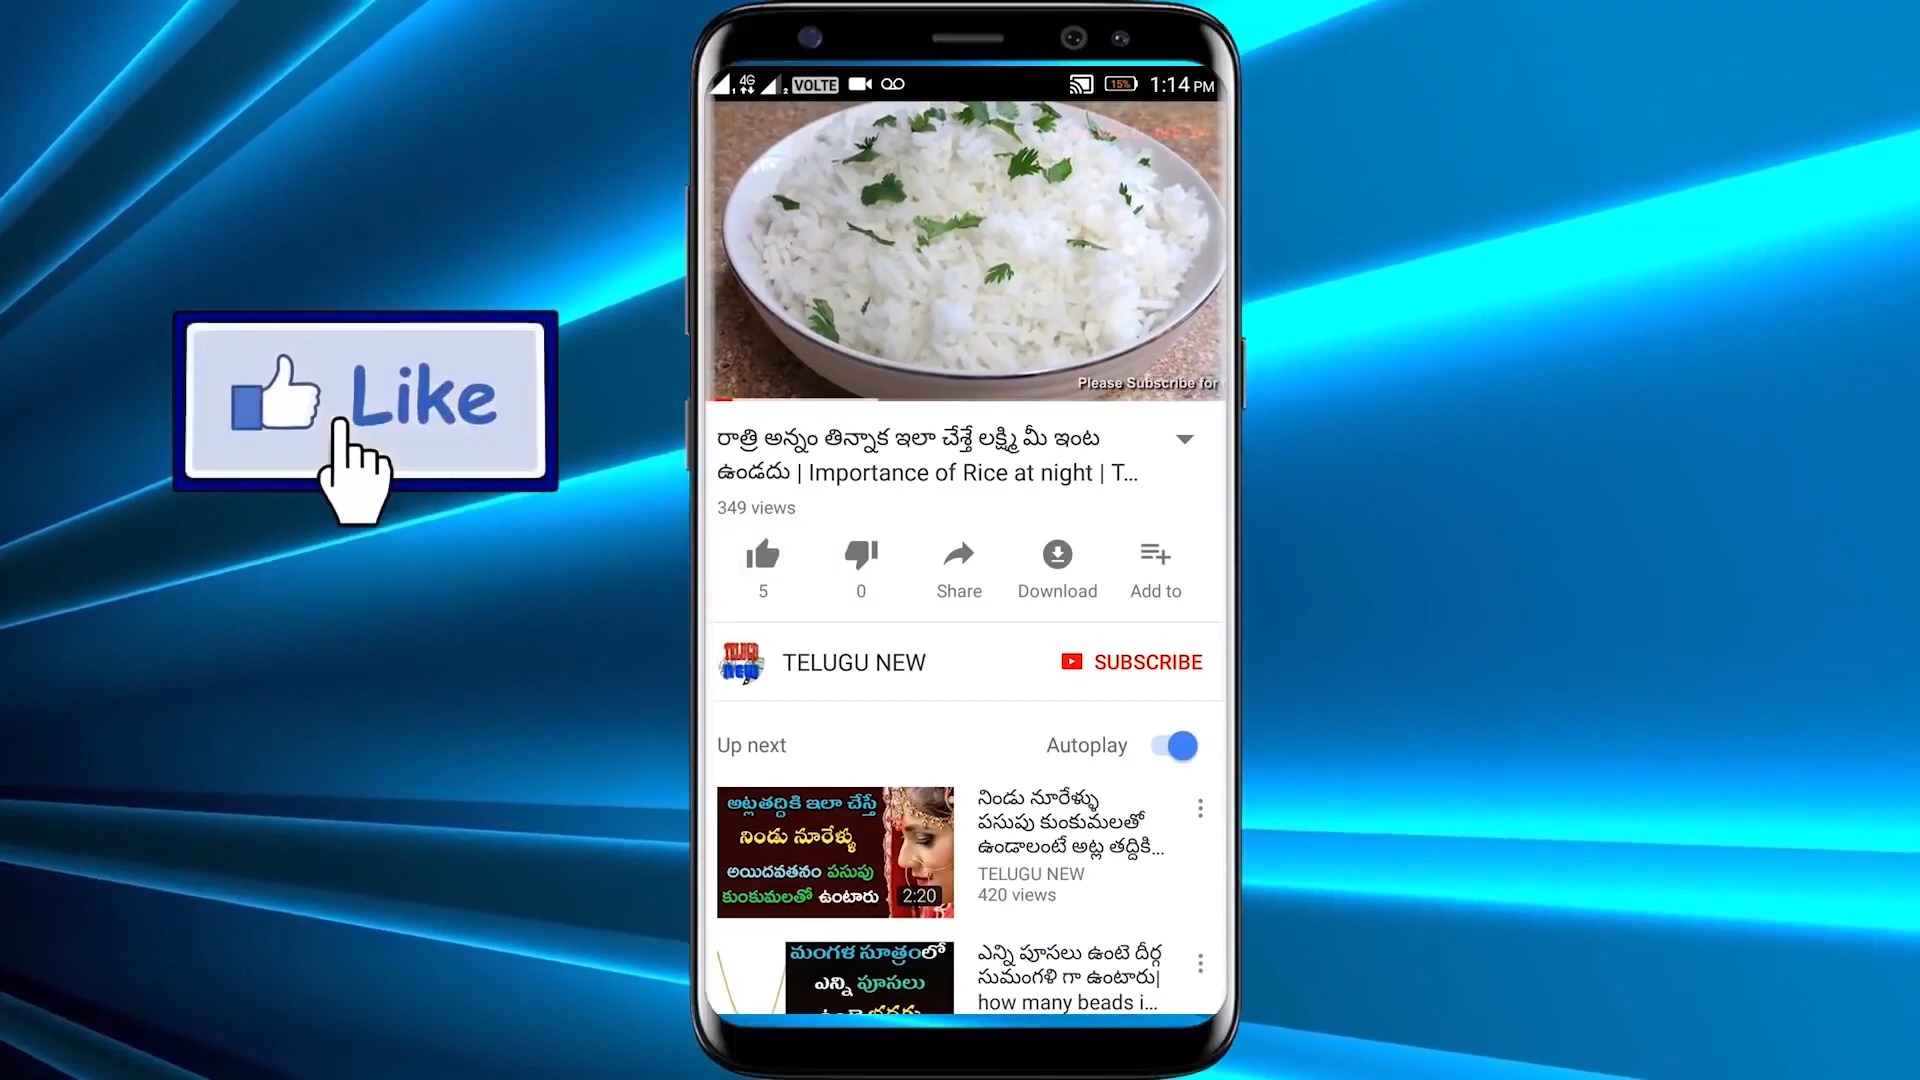 4G
VOLTE
15%
1:14 PM
Please Subscribe for
Like
రాత్రి అన్నం తిన్నాక ఇలా చేస్తే లక్ష్మి మీ ఇంట
ఉండదు | Importance of Rice at night | T...
349 views
5
0
Share
Download
Add to
TELUGU NEW
TELUGU NEW
SUBSCRIBE
Up next
Autoplay
అట్లతద్దికి ఇలా చేస్తే
నిండు నూరేళ్ళు
అయిదవతనం పసుపు
కుంకుమలతో ఉంటారు
2:20
నిండు నూరేళ్ళు
పసుపు కుంకుమలతో
ఉండాలంటే అట్ల తద్దికి...
TELUGU NEW
420 views
మంగళ సూత్రంలో
ఎన్ని పూసలు
ఎన్ని పూసలు ఉంటె దీర్గ
సుమంగళి గా ఉంటారు|
how many beads i...